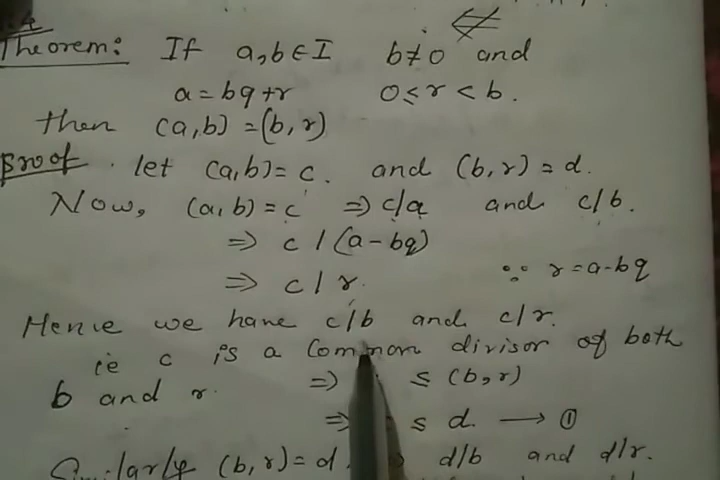 Theorem: If a,b∈I b≠0 and
a=bq+r 0≤r<b.
then (a,b)=(b,r)
Proof. let (a,b)=c. and (b,r)=d.
Now, (a,b)=c ⇒ c/a and c/b.
⇒ c/(a-bq)
⇒ c/r. ∵ r=a-bq
Hence we have c/b and c/r.
ie c is a Common divisor of both
b and r. ⇒ ≤ (b,r)
⇒ ≤ d. → ①
Similarly (b,r)=d d/b and d/r.